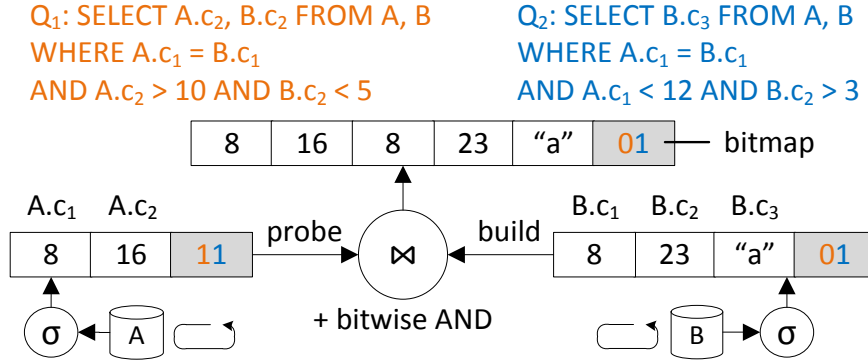 Q₁: SELECT A.c₂, B.c₂ FROM A, B
WHERE A.c₁ = B.c₁
AND A.c₂ > 10 AND B.c₂ < 5
Q₂: SELECT B.c₃ FROM A, B
WHERE A.c₁ = B.c₁
AND A.c₁ < 12 AND B.c₂ > 3
8 16 8 23 “a” 01 bitmap
A.c₁ A.c₂
8 16 11
probe
⋈
build
B.c₁ B.c₂ B.c₃
8 23 “a” 01
σ A
+ bitwise AND
B σ